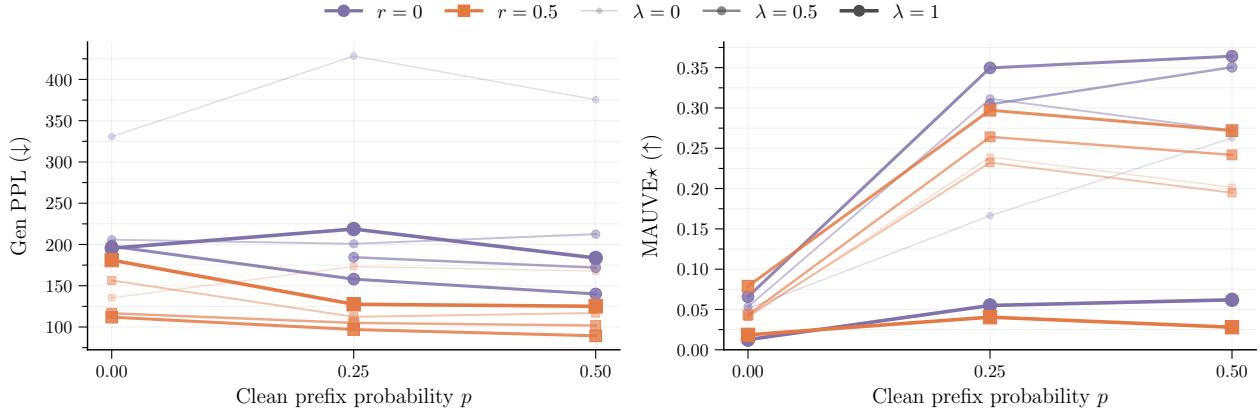 r = 0 r = 0.5 λ = 0 λ = 0.5 λ = 1
Gen PPL (↓)
400
350
300
250
200
150
100
0.00 0.25 0.50
Clean prefix probability p
MAUVE⋆ (↑)
0.35
0.30
0.25
0.20
0.15
0.10
0.05
0.00
0.00 0.25 0.50
Clean prefix probability p